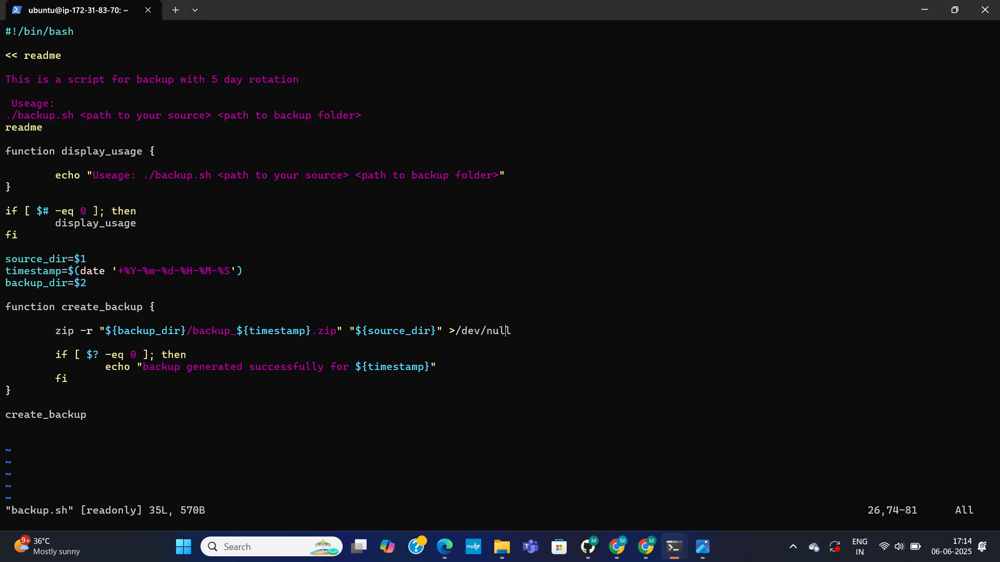 ubuntu@ip-172-31-83-70: ~
#!/bin/bash
<< readme
This is a script for backup with 5 day rotation
Useage:
./backup.sh <path to your source> <path to backup folder>
readme
function display_usage {
echo "Useage: ./backup.sh <path to your source> <path to backup folder>"
}
if [ $# -eq 0 ]; then
display_usage
fi
source_dir=$1
timestamp=$(date '+%Y-%m-%d-%H-%M-%S')
backup_dir=$2
function create_backup {
zip -r "${backup_dir}/backup_${timestamp}.zip" "${source_dir}" >/dev/null
if [ $? -eq 0 ]; then
echo "backup generated successfully for ${timestamp}"
fi
}
create_backup
~
~
~
~
~
"backup.sh" [readonly] 35L, 570B 26,74-81 All
9+ 36°C
Mostly sunny
Search
myhp
M
M
M
ENG
IN
17:14
06-06-2025